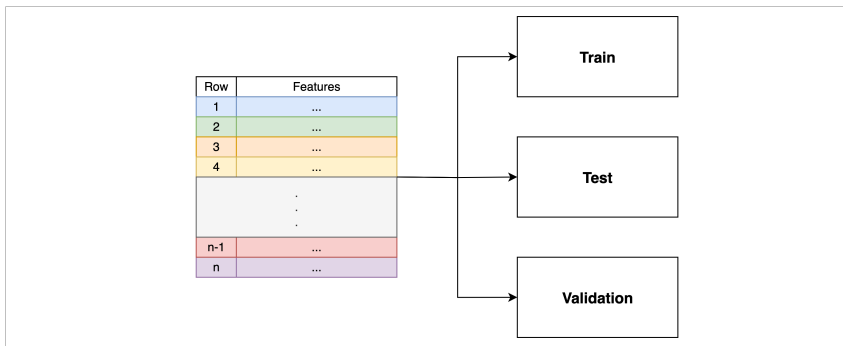 Row Features
1 ...
2 ...
3 ...
4 ...
.
.
.
n-1 ...
n ...
Train
Test
Validation